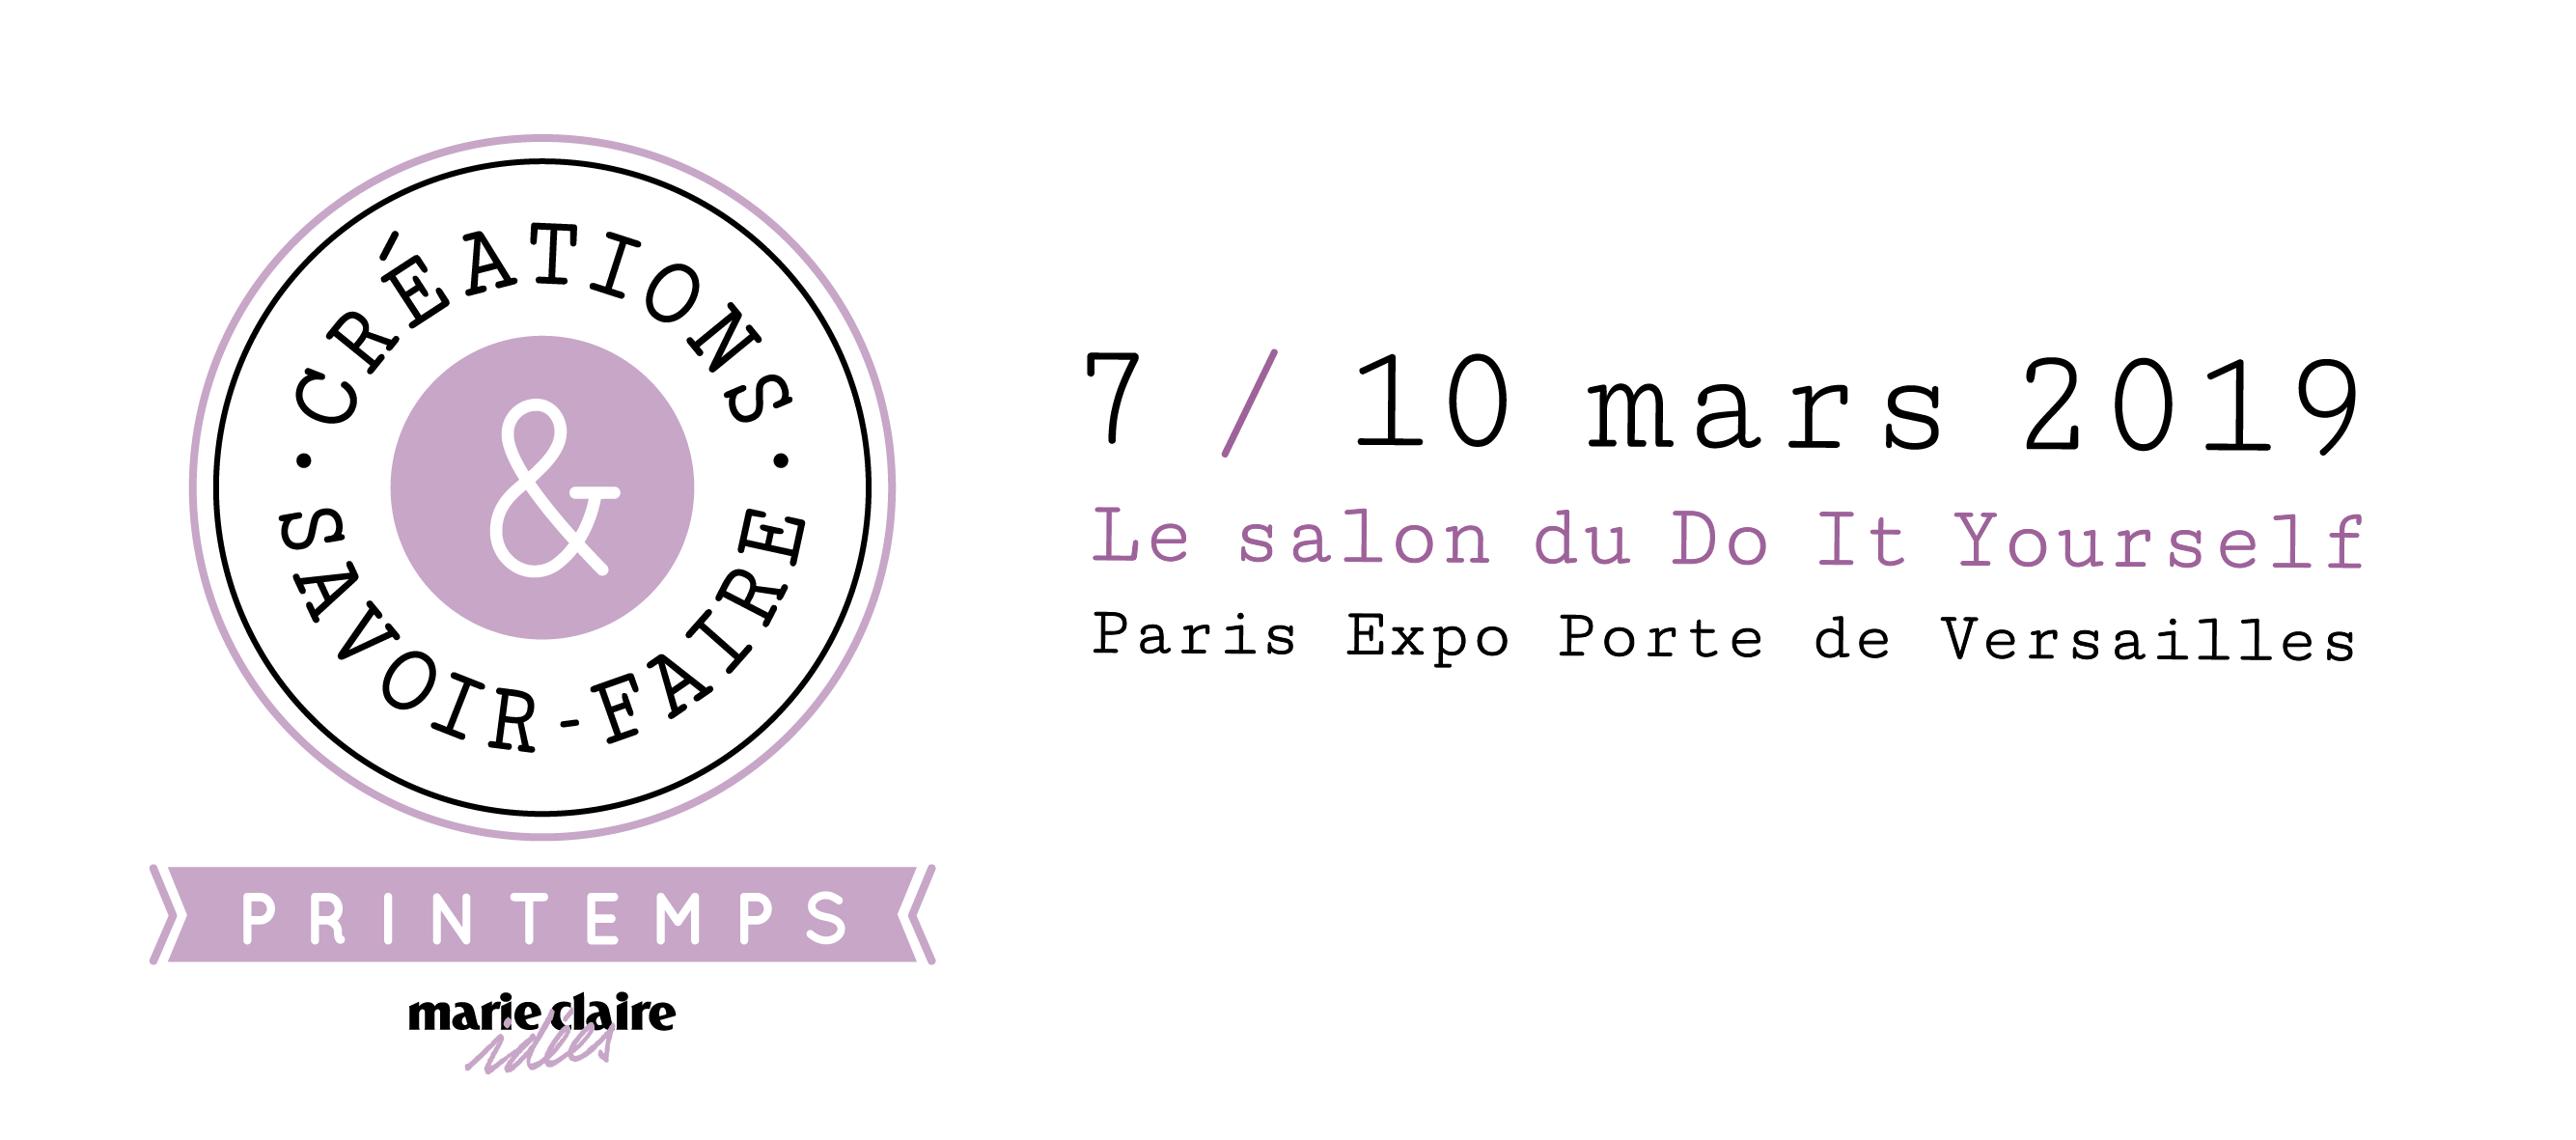 CRÉATIONS
&
SAVOIR-FAIRE
PRINTEMPS
marie claire
idées
7 / 10 mars 2019
Le salon du Do It Yourself
Paris Expo Porte de Versailles